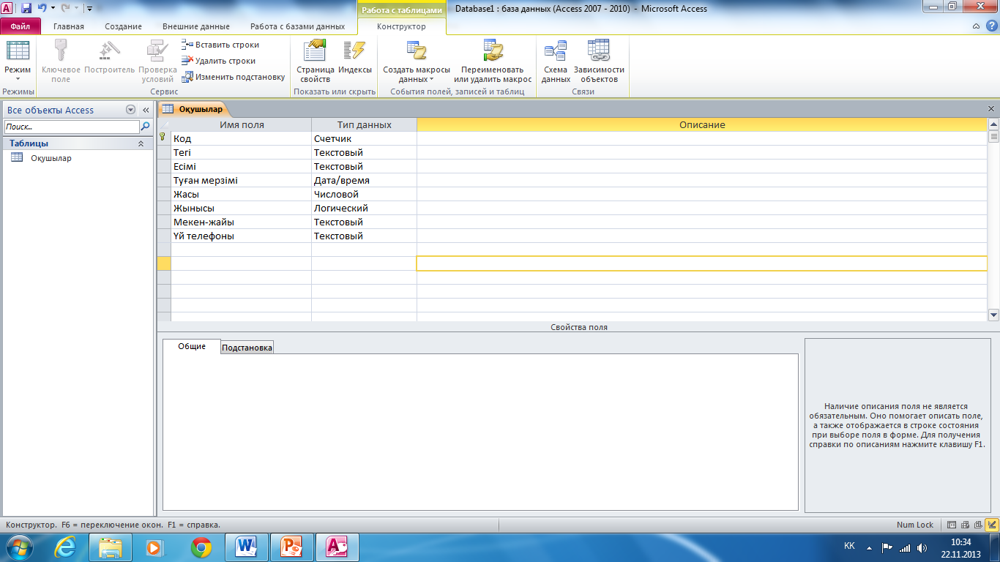 Работа с таблицами
Database1 : база данных (Access 2007 - 2010) - Microsoft Access
Файл Главная Создание Внешние данные Работа с базами данных Конструктор
Режим
Ключевое поле
Построитель
Проверка условий
Вставить строки
Удалить строки
Изменить подстановку
Страница свойств
Индексы
Создать макросы данных
Переименовать или удалить макрос
Схема данных
Зависимости объектов
Режимы Сервис Показать или скрыть События полей, записей и таблиц Связи
Все объекты Access
Поиск...
Таблицы
Оқушылар
Оқушылар
Имя поля Тип данных Описание
Код Счетчик
Тегі Текстовый
Есімі Текстовый
Туған мерзімі Дата/время
Жасы Числовой
Жынысы Логический
Мекен-жайы Текстовый
Үй телефоны Текстовый
Свойства поля
Общие Подстановка
Наличие описания поля не является
обязательным. Оно помогает описать поле,
а также отображается в строке состояния
при выборе поля в форме. Для получения
справки по описаниям нажмите клавишу F1.
Конструктор. F6 = переключение окон. F1 = справка.
Num Lock
KK
10:34
22.11.2013